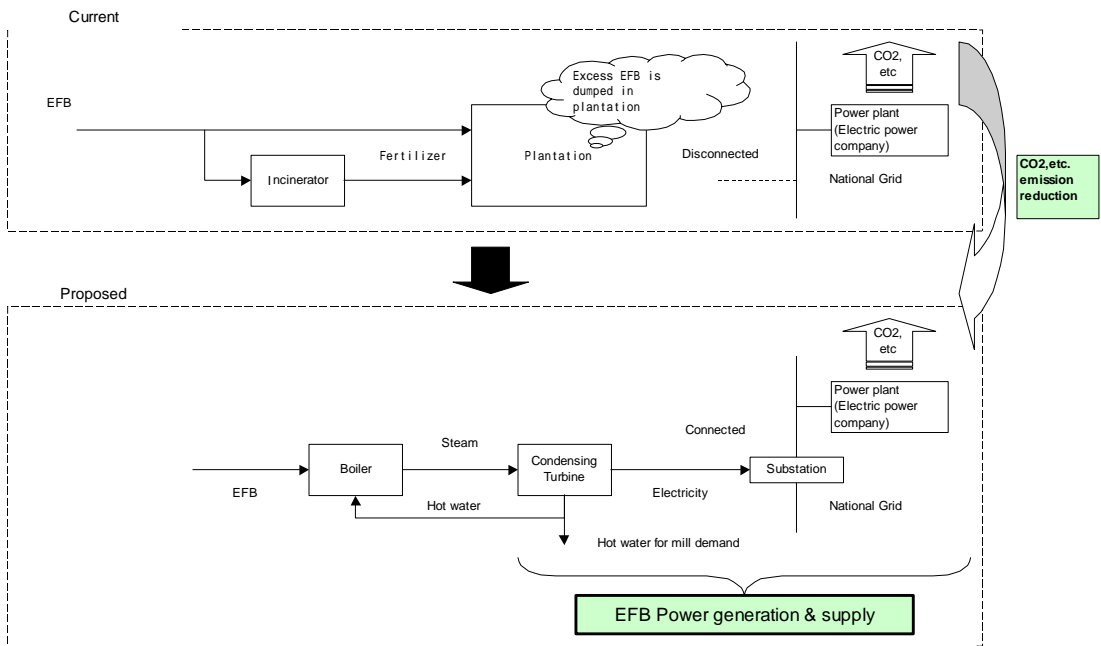 Current
EFB
Incinerator
Fertilizer
Excess EFB is
dumped in
plantation
Plantation
Disconnected
CO2,
etc
Power plant
(Electric power
company)
National Grid
CO2,etc.
emission
reduction
Proposed
EFB
Boiler
Steam
Hot water
Condensing
Turbine
Hot water for mill demand
Electricity
Connected
Substation
CO2,
etc
Power plant
(Electric power
company)
National Grid
EFB Power generation & supply